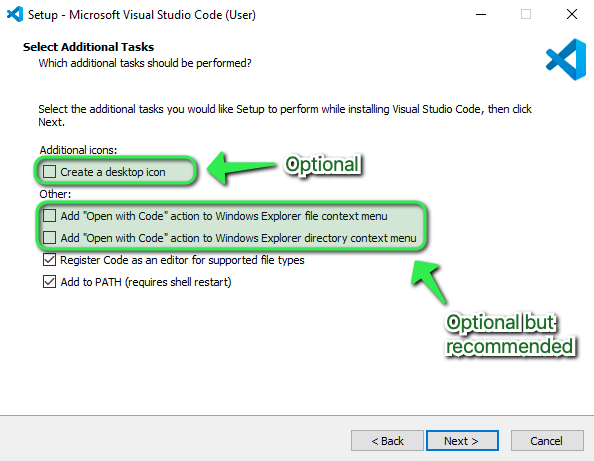 Setup - Microsoft Visual Studio Code (User)
Select Additional Tasks
Which additional tasks should be performed?
Select the additional tasks you would like Setup to perform while installing Visual Studio Code, then click
Next.
Additional icons:
Create a desktop icon
Optional
Other:
Add "Open with Code" action to Windows Explorer file context menu
Add "Open with Code" action to Windows Explorer directory context menu
Register Code as an editor for supported file types
Add to PATH (requires shell restart)
Optional but
recommended
< Back
Next >
Cancel